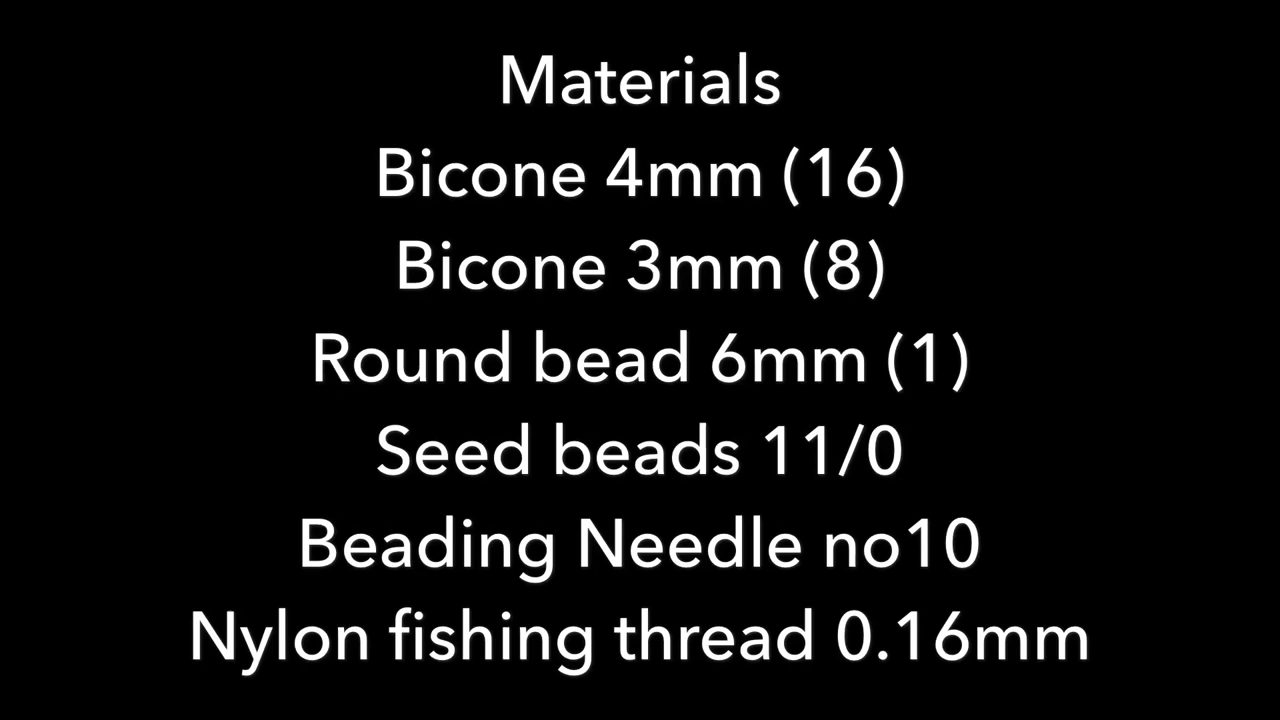 Materials
Bicone 4mm (16)
Bicone 3mm (8)
Round bead 6mm (1)
Seed beads 11/0
Beading Needle no10
Nylon fishing thread 0.16mm